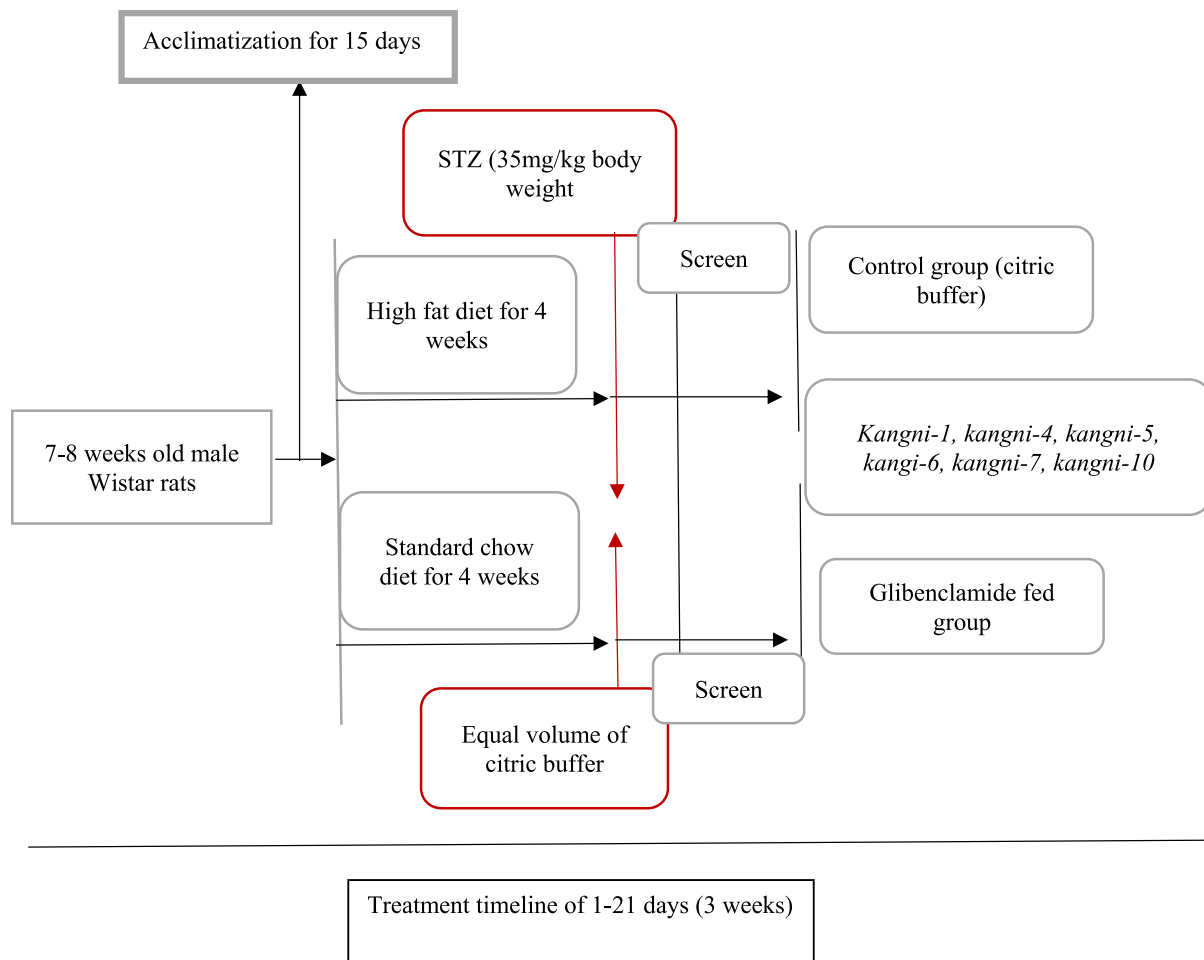 Acclimatization for 15 days
STZ (35mg/kg body
weight
Screen
Control group (citric
buffer)
High fat diet for 4
weeks
7-8 weeks old male
Wistar rats
Kangni-1, kangni-4, kangni-5,
kangi-6, kangni-7, kangni-10
Standard chow
diet for 4 weeks
Glibenclamide fed
group
Screen
Equal volume of
citric buffer
Treatment timeline of 1-21 days (3 weeks)